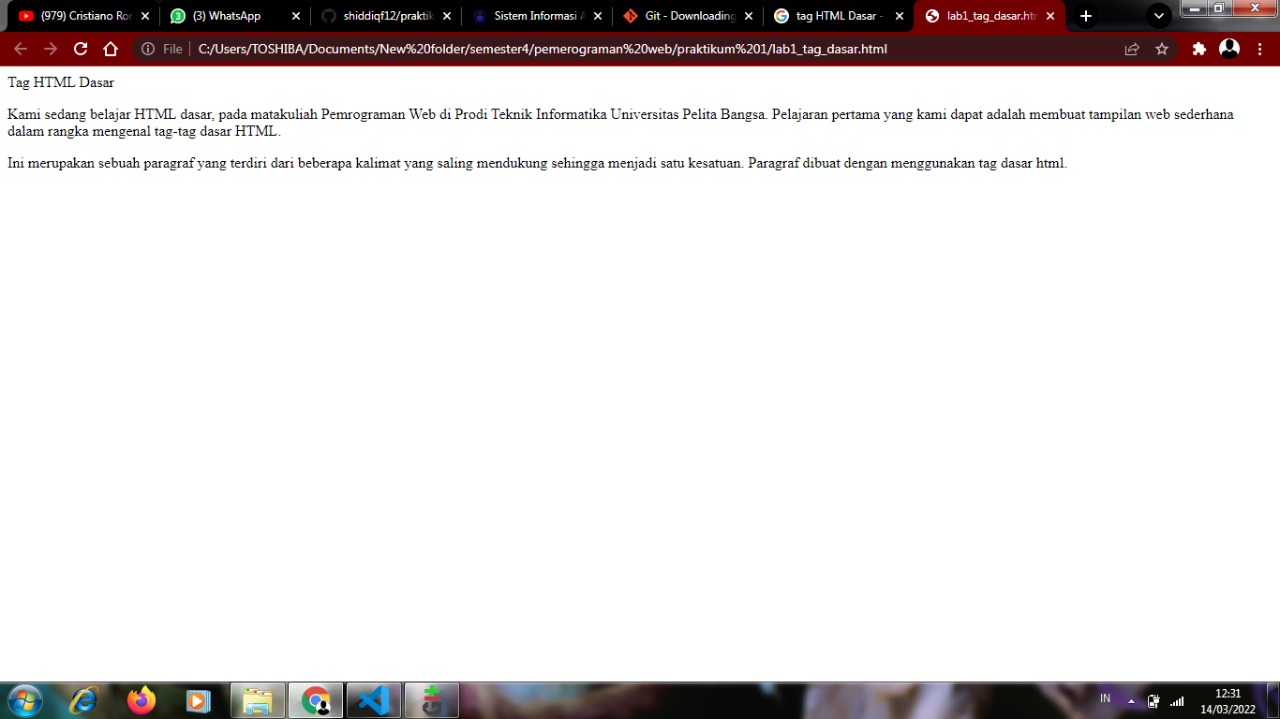 (979) Cristiano Ror
(3) WhatsApp
shiddiqf12/praktik
Sistem Informasi A
Git - Downloading
tag HTML Dasar -
lab1_tag_dasar.htm
File
C:/Users/TOSHIBA/Documents/New%20folder/semester4/pemerograman%20web/praktikum%201/lab1_tag_dasar.html
Tag HTML Dasar
Kami sedang belajar HTML dasar, pada matakuliah Pemrograman Web di Prodi Teknik Informatika Universitas Pelita Bangsa. Pelajaran pertama yang kami dapat adalah membuat tampilan web sederhana
dalam rangka mengenal tag-tag dasar HTML.
Ini merupakan sebuah paragraf yang terdiri dari beberapa kalimat yang saling mendukung sehingga menjadi satu kesatuan. Paragraf dibuat dengan menggunakan tag dasar html.
IN
12:31
14/03/2022